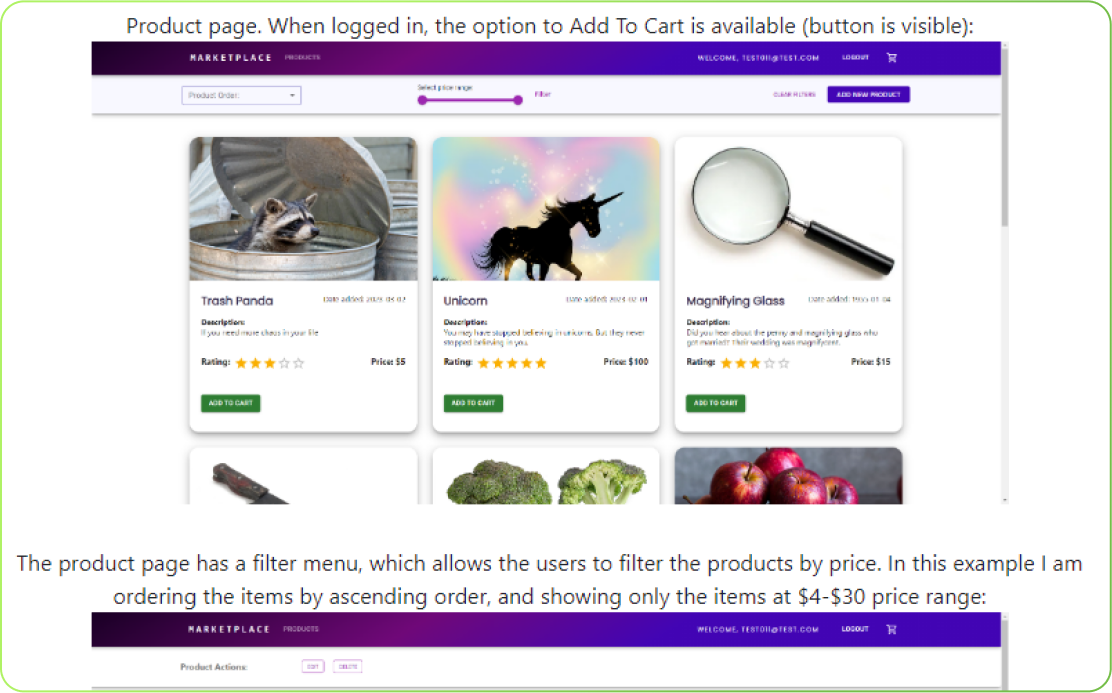 Product page. When logged in, the option to Add To Cart is available (button is visible):
MARKETPLACE PRODUCTS WELCOME, TEST011@TEST.COM LOGOUT
Product Order: Select price range: Filter CLEAR FILTERS ADD NEW PRODUCT
Trash Panda Date added: 2023-03-02
Description:
If you need more chaos in your life
Rating: Price: $5
ADD TO CART
Unicorn Date added: 2023-02-01
Description:
You may have stopped believing in unicorns. But they never
stopped believing in you.
Rating: Price: $100
ADD TO CART
Magnifying Glass Date added: 1955-01-04
Description:
Did you hear about the penny and magnifying glass who
got married? Their wedding was magnificent.
Rating: Price: $15
ADD TO CART
The product page has a filter menu, which allows the users to filter the products by price. In this example I am
ordering the items by ascending order, and showing only the items at $4-$30 price range:
MARKETPLACE PRODUCTS WELCOME, TEST011@TEST.COM LOGOUT
Product Actions: EDIT DELETE